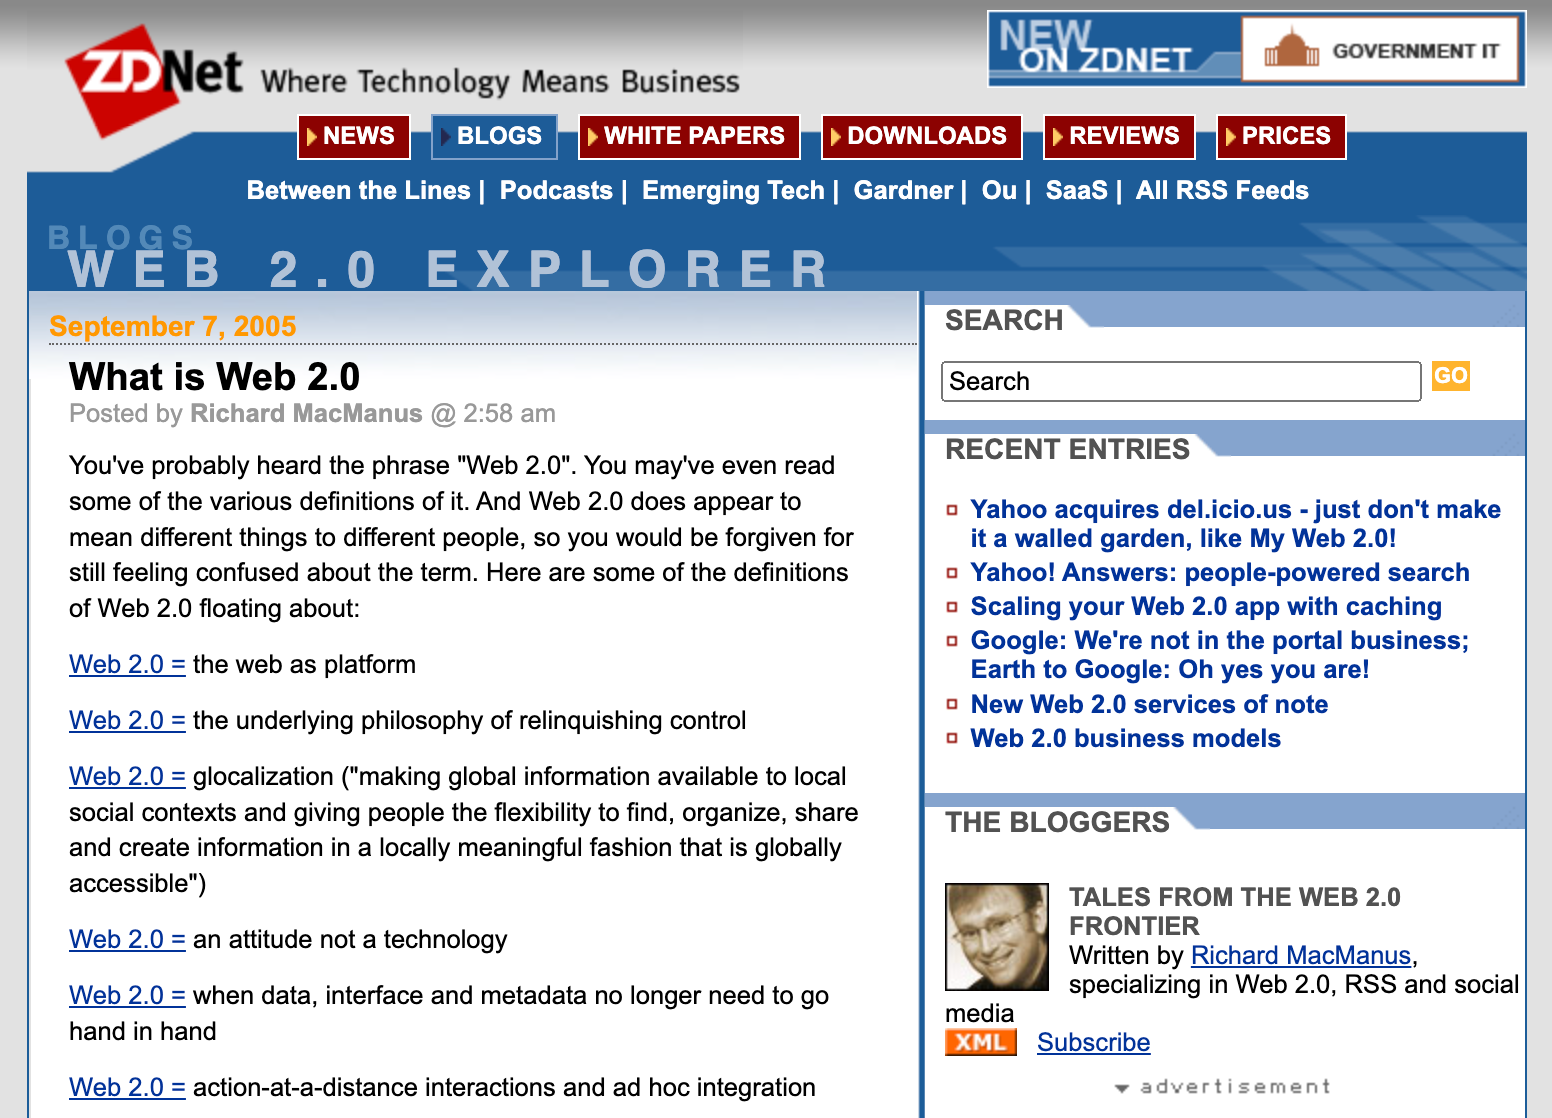 ZDNet Where Technology Means Business
NEW
ON ZDNET
GOVERNMENT IT
NEWS
BLOGS
WHITE PAPERS
DOWNLOADS
REVIEWS
PRICES
Between the Lines | Podcasts | Emerging Tech | Gardner | Ou | SaaS | All RSS Feeds
BLOGS
WEB 2.0 EXPLORER
September 7, 2005
What is Web 2.0
Posted by Richard MacManus @ 2:58 am
You've probably heard the phrase "Web 2.0". You may've even read
some of the various definitions of it. And Web 2.0 does appear to
mean different things to different people, so you would be forgiven for
still feeling confused about the term. Here are some of the definitions
of Web 2.0 floating about:
Web 2.0 = the web as platform
Web 2.0 = the underlying philosophy of relinquishing control
Web 2.0 = glocalization ("making global information available to local
social contexts and giving people the flexibility to find, organize, share
and create information in a locally meaningful fashion that is globally
accessible")
Web 2.0 = an attitude not a technology
Web 2.0 = when data, interface and metadata no longer need to go
hand in hand
Web 2.0 = action-at-a-distance interactions and ad hoc integration
SEARCH
Search
GO
RECENT ENTRIES
Yahoo acquires del.icio.us - just don't make
it a walled garden, like My Web 2.0!
Yahoo! Answers: people-powered search
Scaling your Web 2.0 app with caching
Google: We're not in the portal business;
Earth to Google: Oh yes you are!
New Web 2.0 services of note
Web 2.0 business models
THE BLOGGERS
TALES FROM THE WEB 2.0
FRONTIER
Written by Richard MacManus,
specializing in Web 2.0, RSS and social
media
XML Subscribe
advertisement